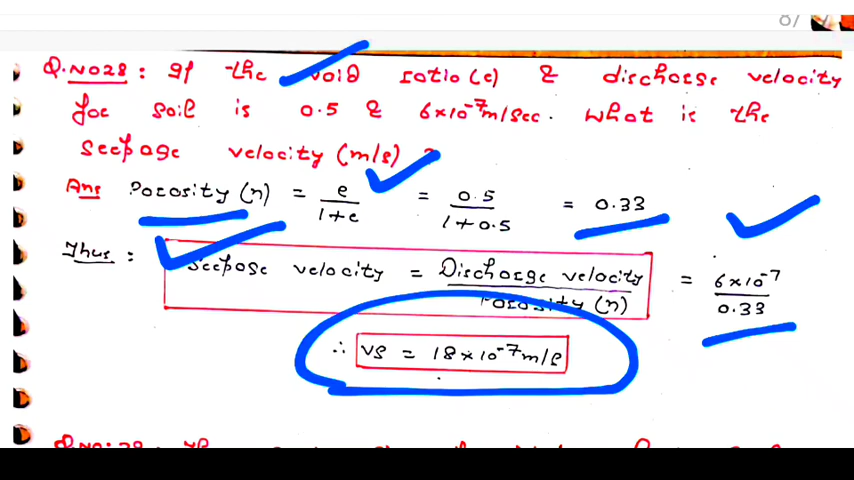 Q.NO28: If the void ratio(e) & discharge velocity
for soil is 0.5 & 6×10⁻⁷m/sec. What is the
seepage velocity (m/s) ?
Ans Porosity (n) = e/1+e = 0.5/1+0.5 = 0.33
Thus: Seepage velocity = Discharge velocity/Porosity (n) = 6×10⁻⁷/0.33
∴ vs = 18×10⁻⁷m/s